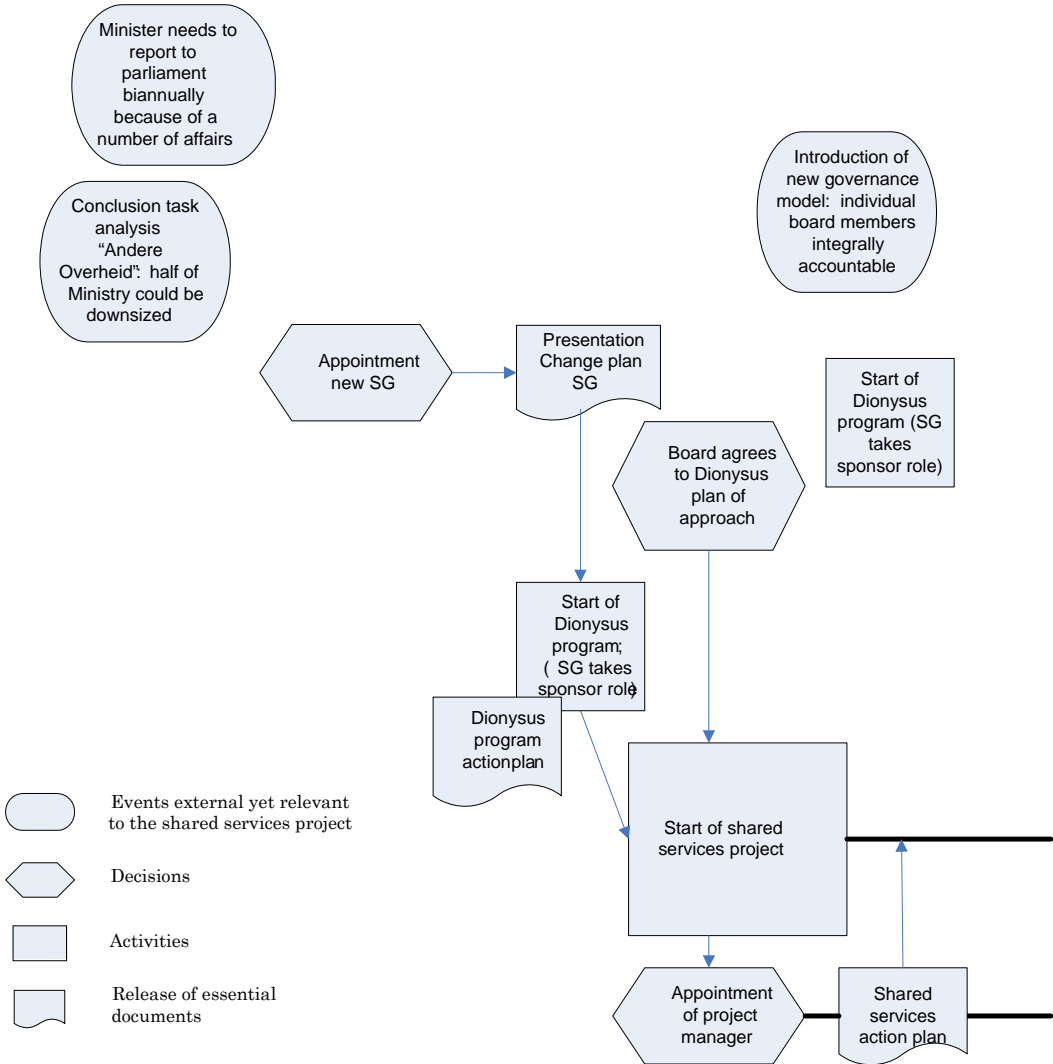 Minister needs to
report to
parliament
biannually
because of a
number of affairs
Conclusion task
analysis
“Andere
Overheid”: half of
Ministry could be
downsized
Introduction of
new governance
model: individual
board members
integrally
accountable
Appointment
new SG
Presentation
Change plan
SG
Start of
Dionysus
program (SG
takes
sponsor role)
Board agrees
to Dionysus
plan of
approach
Start of
Dionysus
program;
( SG takes
sponsor role)
Dionysus
program
actionplan
Start of shared
services project
Appointment
of project
manager
Shared
services
action plan
Events external yet relevant
to the shared services project
Decisions
Activities
Release of essential
documents